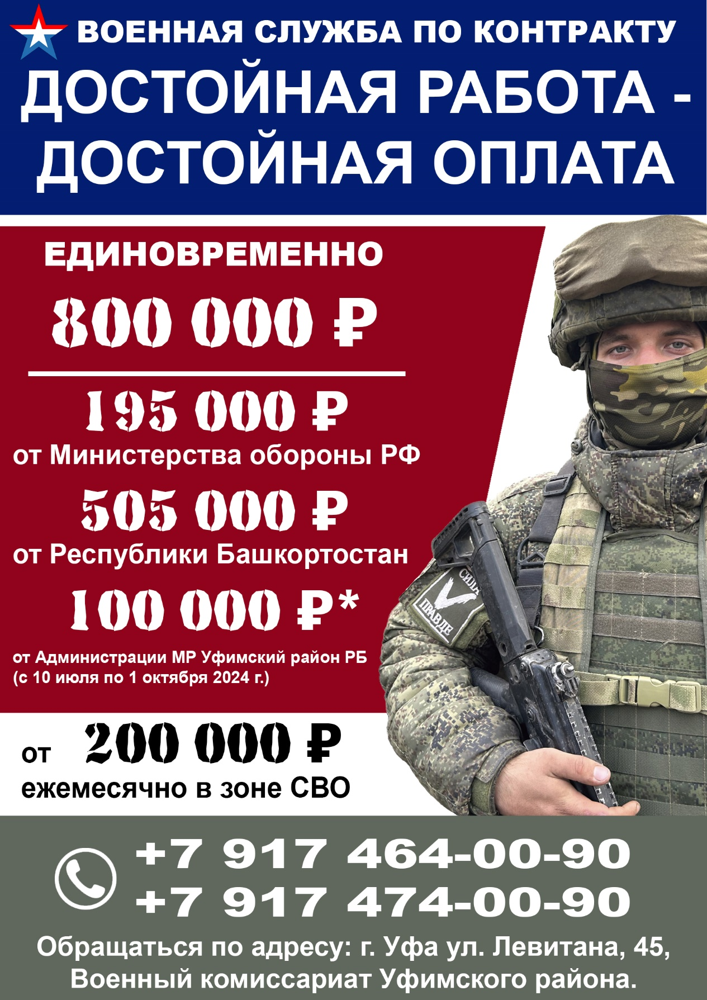 ВОЕННАЯ СЛУЖБА ПО КОНТРАКТУ
ДОСТОЙНАЯ РАБОТА -
ДОСТОЙНАЯ ОПЛАТА
ЕДИНОВРЕМЕННО
800 000 ₽
195 000 ₽
от Министерства обороны РФ
505 000 ₽
от Республики Башкортостан
100 000 ₽*
от Администрации МР Уфимский район РБ
(с 10 июля по 1 октября 2024 г.)
СИЛА
V
ПРАВДЕ
от 200 000 ₽
ежемесячно в зоне СВО
+7 917 464-00-90
+7 917 474-00-90
Обращаться по адресу: г. Уфа ул. Левитана, 45,
Военный комиссариат Уфимского района.